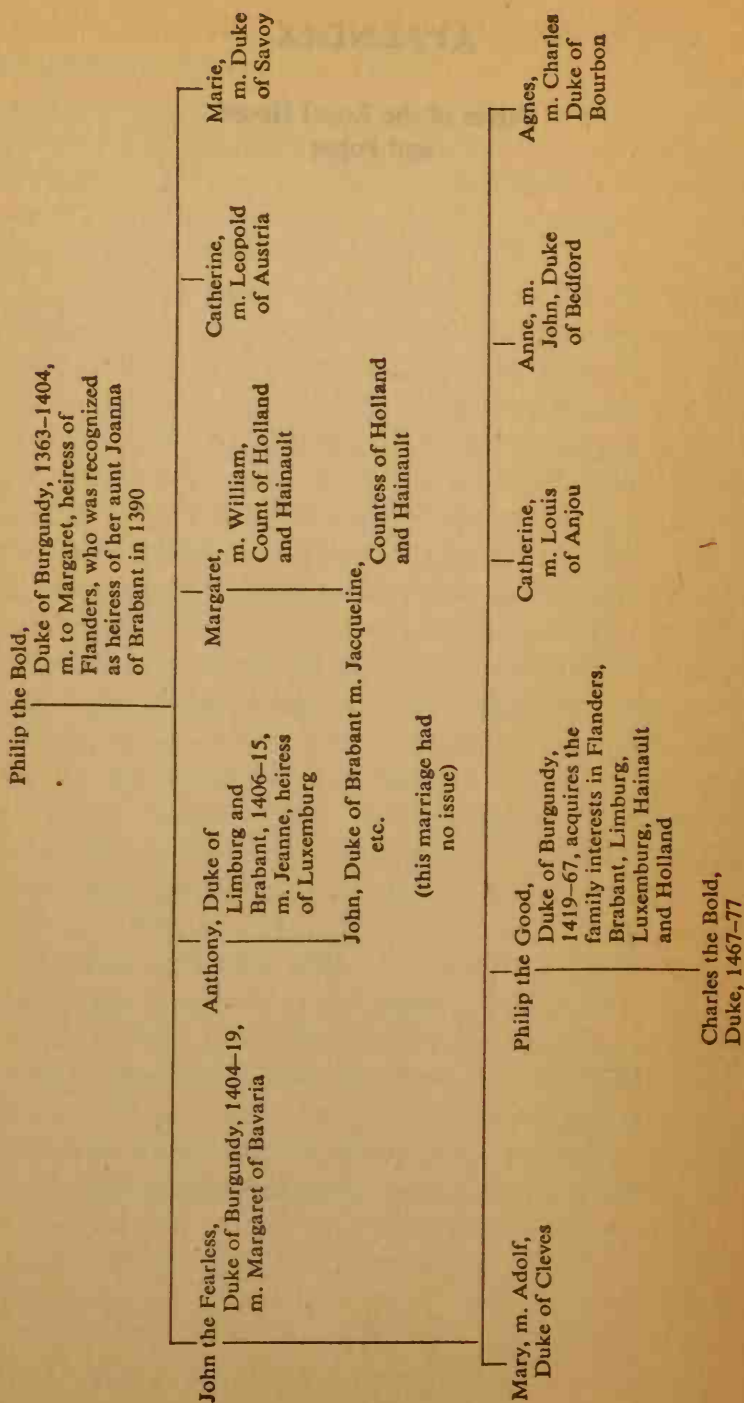 Philip the Bold,
Duke of Burgundy, 1363–1404,
m. to Margaret, heiress of
Flanders, who was recognized
as heiress of her aunt Joanna
of Brabant in 1390
John the Fearless,
Duke of Burgundy, 1404–19,
m. Margaret of Bavaria
Anthony, Duke of
Limburg and
Brabant, 1406–15,
m. Jeanne, heiress
of Luxemburg
Margaret,
m. William,
Count of Holland
and Hainault
Catherine,
m. Leopold
of Austria
Marie,
m. Duke
of Savoy
John, Duke of Brabant m. Jacqueline,
etc.
Countess of Holland
and Hainault
(this marriage had
no issue)
Mary, m. Adolf,
Duke of Cleves
Philip the Good,
Duke of Burgundy,
1419–67, acquires the
family interests in Flanders,
Brabant, Limburg,
Luxemburg, Hainault
and Holland
Catherine,
m. Louis
of Anjou
Anne, m.
John, Duke
of Bedford
Agnes,
m. Charles
Duke of
Bourbon
Charles the Bold,
Duke, 1467–77